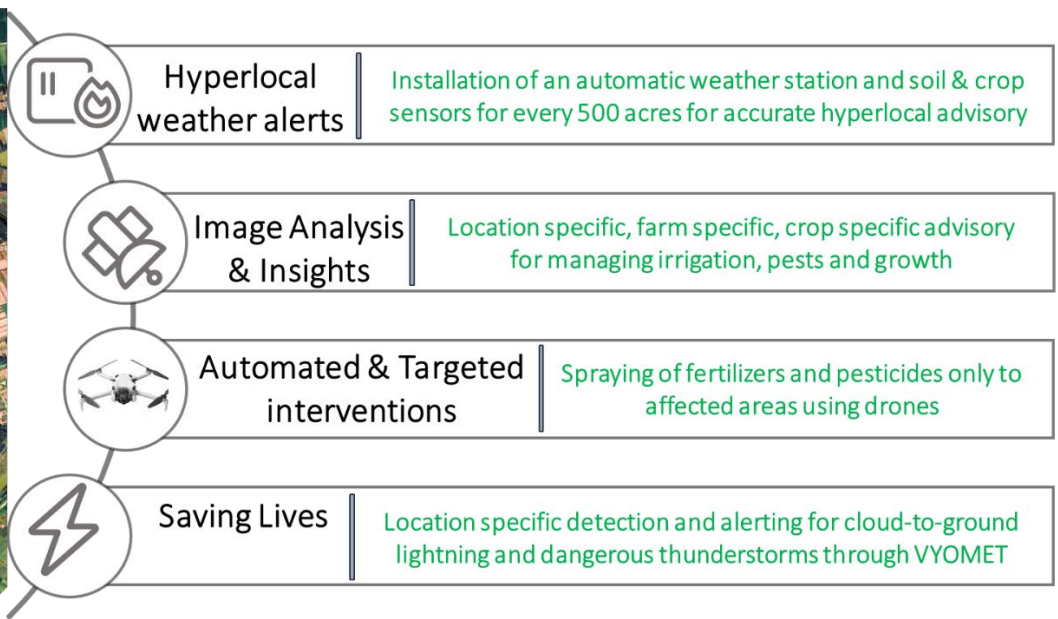 Hyperlocal
weather alerts
Installation of an automatic weather station and soil & crop
sensors for every 500 acres for accurate hyperlocal advisory
Image Analysis
& Insights
Location specific, farm specific, crop specific advisory
for managing irrigation, pests and growth
Automated & Targeted
interventions
Spraying of fertilizers and pesticides only to
affected areas using drones
Saving Lives
Location specific detection and alerting for cloud-to-ground
lightning and dangerous thunderstorms through VYOMET